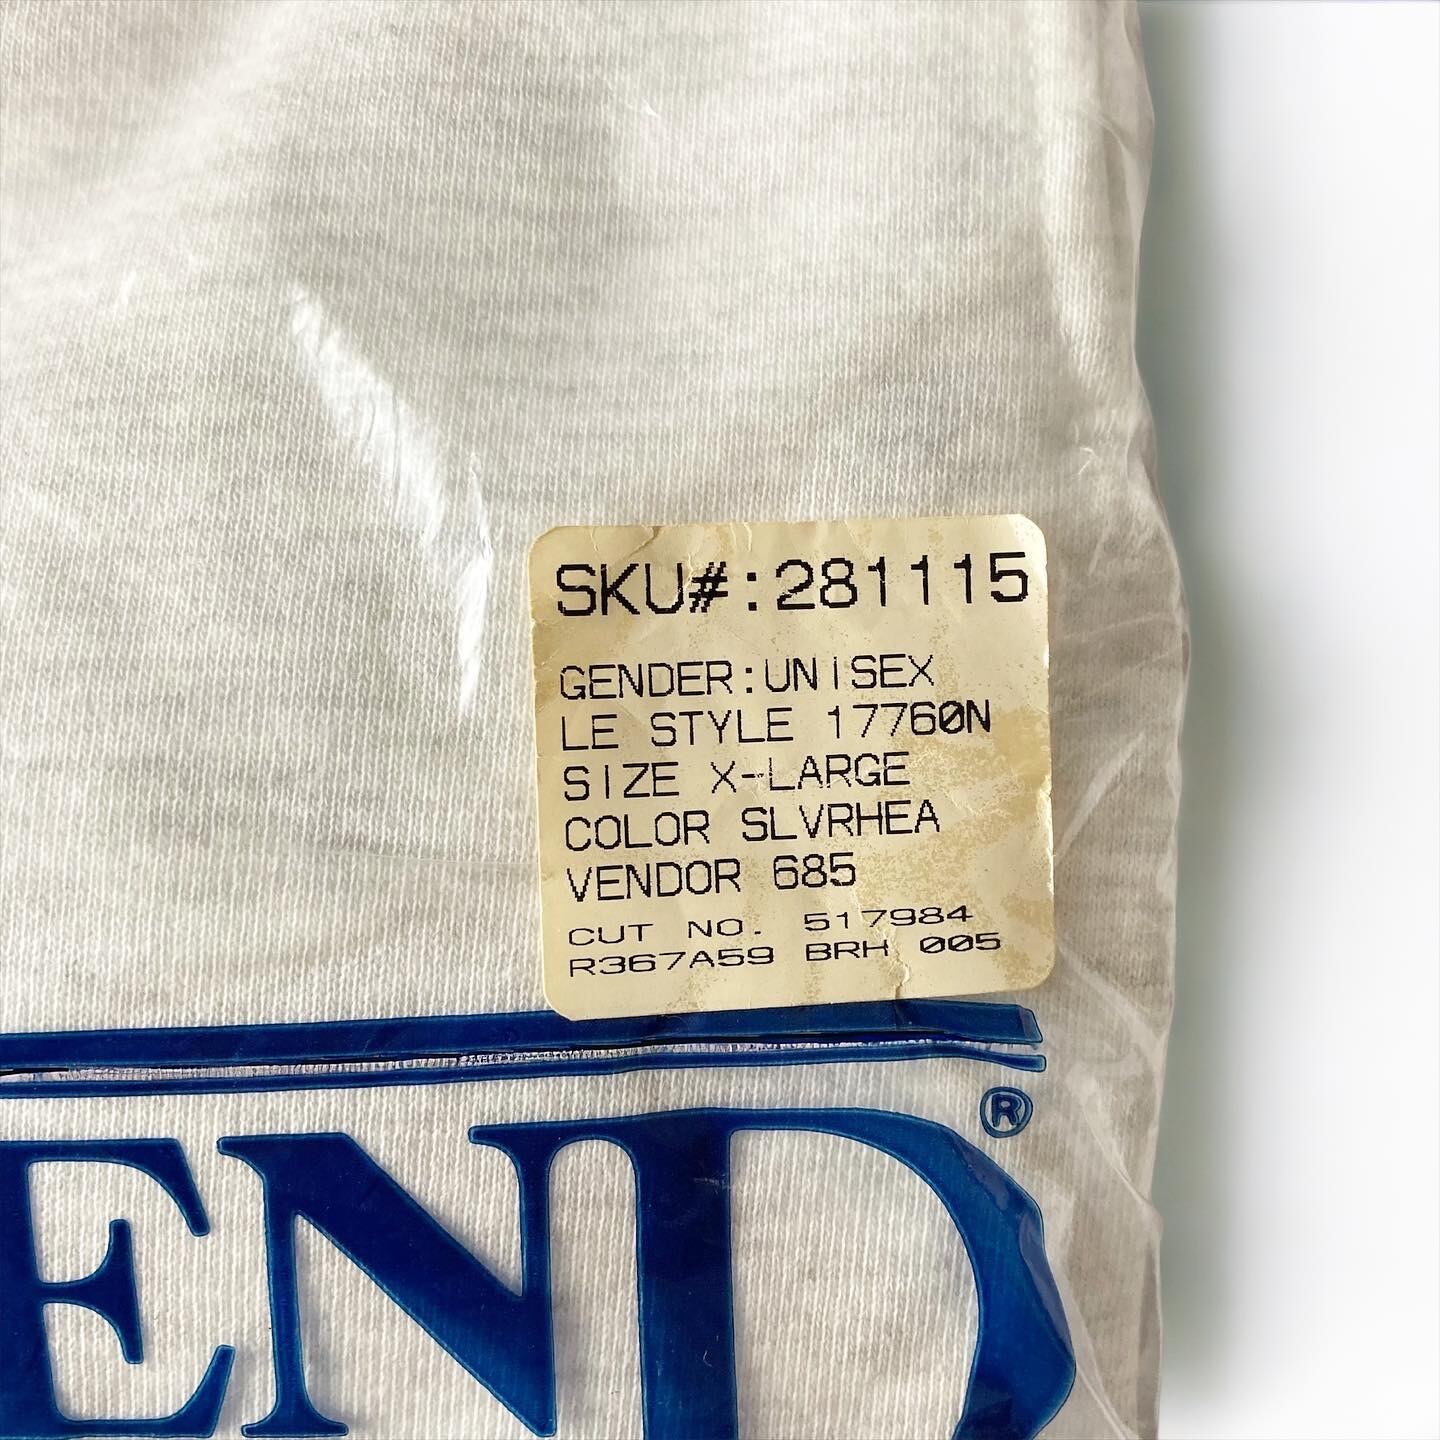 SKU#:281115
GENDER:UNISEX
LE STYLE 17760N
SIZE X-LARGE
COLOR SLVRHEA
VENDOR 685
CUT NO. 517984
R367A59 BRH 005
END®